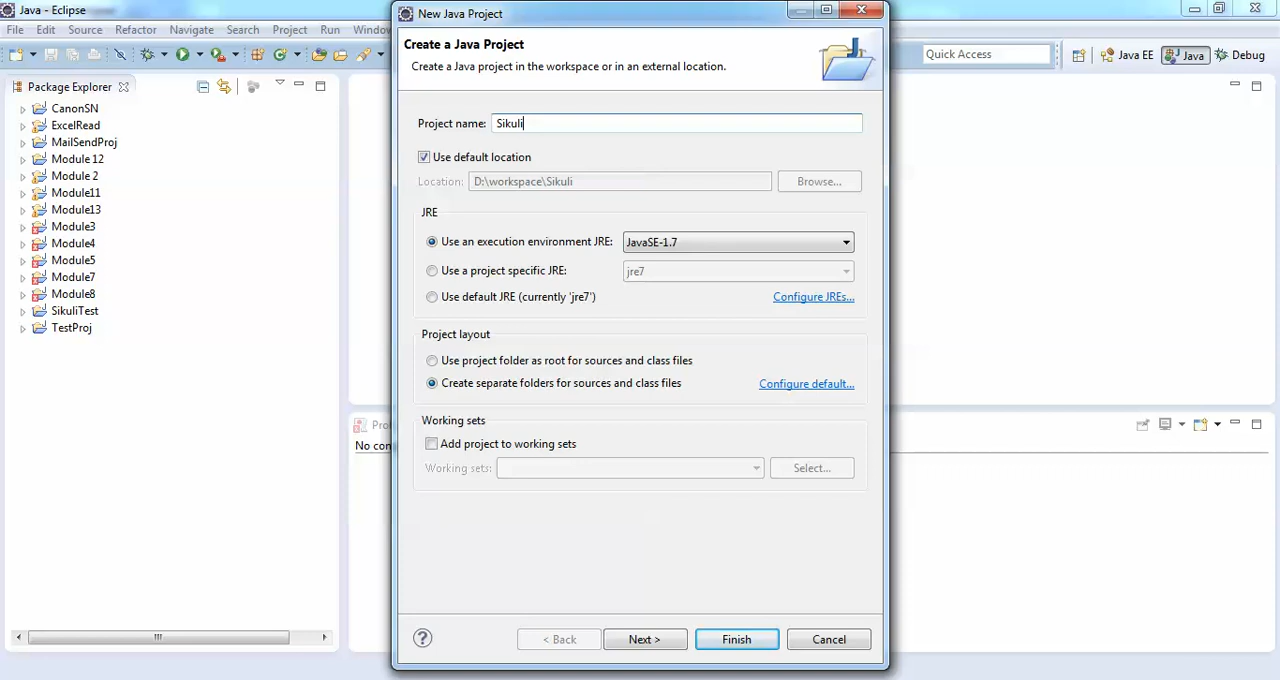 Java - Eclipse
File Edit Source Refactor Navigate Search Project Run Window
Quick Access
Java EE
Java
Debug
Package Explorer
CanonSN
ExcelRead
MailSendProj
Module 12
Module 2
Module11
Module13
Module3
Module4
Module5
Module7
Module8
SikuliTest
TestProj
New Java Project
Create a Java Project
Create a Java project in the workspace or in an external location.
Project name: Sikuli
Use default location
Location: D:\workspace\Sikuli Browse...
JRE
Use an execution environment JRE: JavaSE-1.7
Use a project specific JRE: jre7
Use default JRE (currently 'jre7') Configure JREs...
Project layout
Use project folder as root for sources and class files
Create separate folders for sources and class files Configure default...
Working sets
Add project to working sets
Working sets: Select...
< Back Next > Finish Cancel
No con